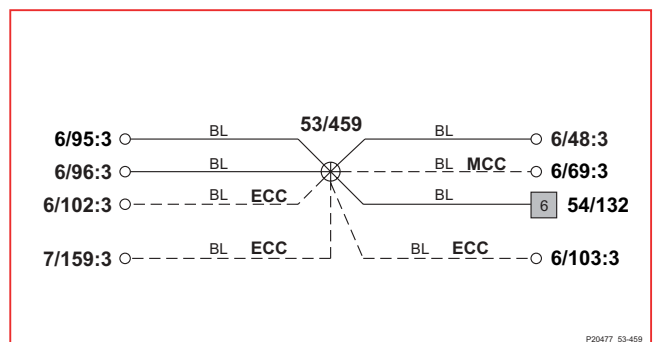 53/459
6/95:3 BL BL 6/48:3
6/96:3 BL BL MCC 6/69:3
6/102:3 BL ECC BL 6 54/132
7/159:3 BL ECC BL ECC 6/103:3
P20477_53-459